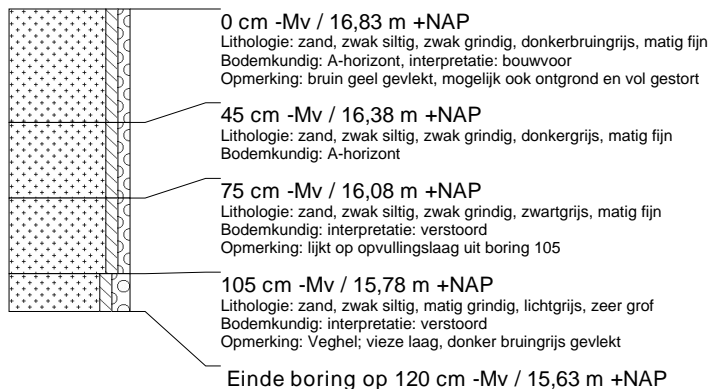 0 cm -Mv / 16,83 m +NAP
Lithologie: zand, zwak siltig, zwak grindig, donkerbruingrijs, matig fijn
Bodemkundig: A-horizont, interpretatie: bouwvoor
Opmerking: bruin geel gevlekt, mogelijk ook ontgrond en vol gestort
45 cm -Mv / 16,38 m +NAP
Lithologie: zand, zwak siltig, zwak grindig, donkergrijs, matig fijn
Bodemkundig: A-horizont
75 cm -Mv / 16,08 m +NAP
Lithologie: zand, zwak siltig, zwak grindig, zwartgrijs, matig fijn
Bodemkundig: interpretatie: verstoord
Opmerking: lijkt op opvullingslaag uit boring 105
105 cm -Mv / 15,78 m +NAP
Lithologie: zand, zwak siltig, matig grindig, lichtgrijs, zeer grof
Bodemkundig: interpretatie: verstoord
Opmerking: Veghel; vieze laag, donker bruingrijs gevlekt
Einde boring op 120 cm -Mv / 15,63 m +NAP